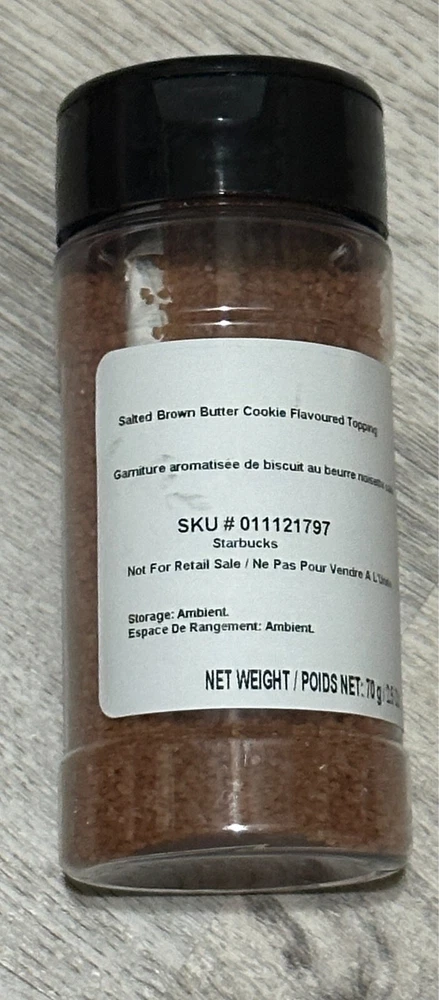 Salted Brown Butter Cookie Flavoured Topping
Garniture aromatisée de biscuit au beurre noisette
SKU # 011121797
Starbucks
Not For Retail Sale / Ne Pas Pour Vendre A
Storage: Ambient.
Espace De Rangement: Ambient.
NET WEIGHT / POIDS NET: 70 g